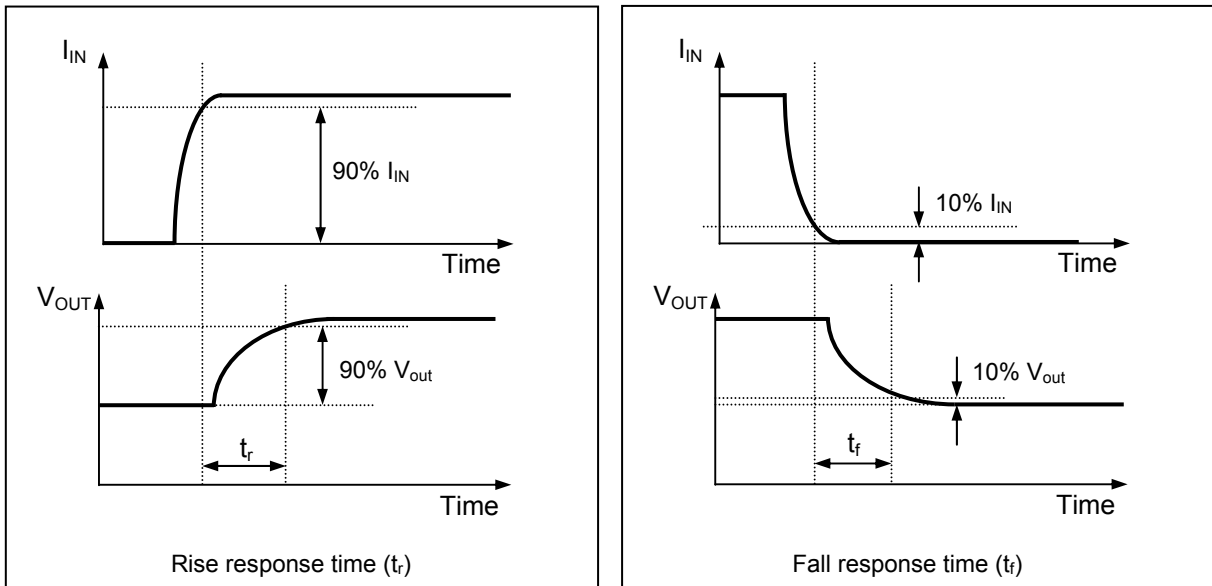 I_IN
90% I_IN
Time
V_OUT
90% V_out
t_r
Time
Rise response time (t_r)
I_IN
10% I_IN
Time
V_OUT
10% V_out
t_f
Time
Fall response time (t_f)